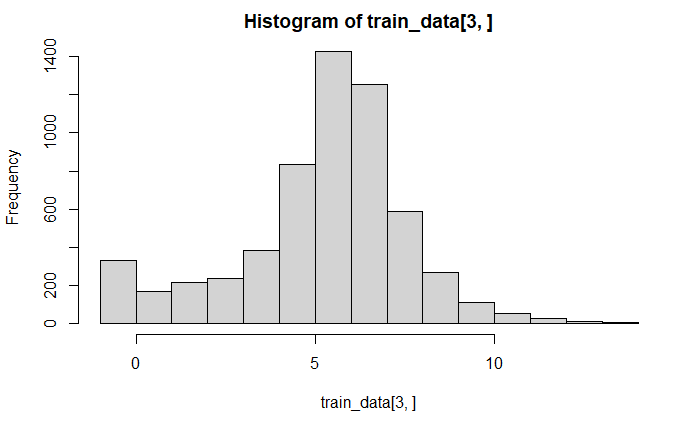 Histogram of train_data[3, ]
Frequency
1400
1000
600
200
0
0 5 10
train_data[3, ]